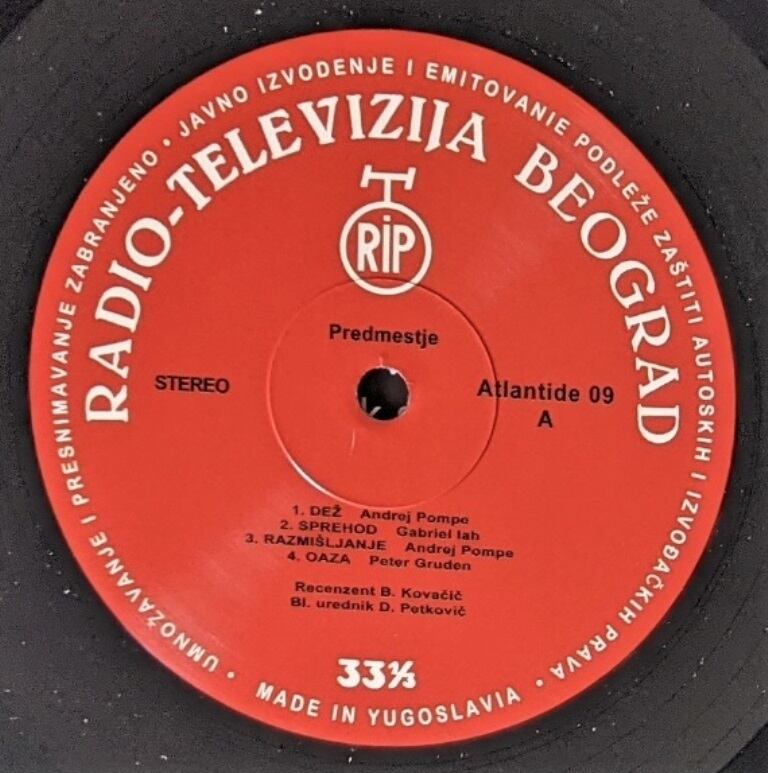 UMNOŽAVANJE I PRESNIMAVANJE ZABRANJENO • JAVNO IZVOĐENJE I EMITOVANIE PODLEŽE ZAŠTITI AUTOSKIH I IZVOĐAČKIH PRAVA •
RADIO-TELEVIZIJA BEOGRAD
T
RIP
Predmestje
STEREO
Atlantide 09
A
1. DEŽ Andrej Pompe
2. SPREHOD Gabriel lah
3. RAZMIŠLJANJE Andrej Pompe
4. OAZA Peter Gruden
Recenzent B. Kovačič
Bl. urednik D. Petkovič
33⅓
MADE IN YUGOSLAVIA •